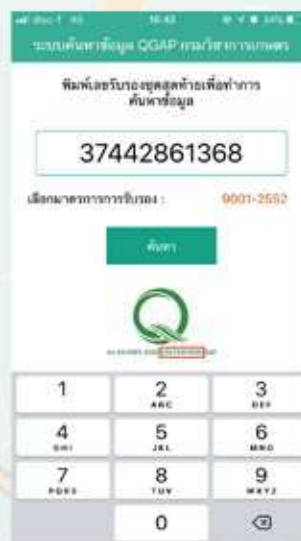 16:42
ระบบค้นหาข้อมูล QGAP กรมวิชาการเกษตร
พิมพ์เลขรับรองชุดสุดท้ายเพื่อทำการ
ค้นหาข้อมูล
37442861368
เลือกมาตรการการรับรอง : 9001-2552
ค้นหา
Q
1 2 3
ABC DEF
4 5 6
GHI JKL MNO
7 8 9
PQRS TUV WXYZ
0